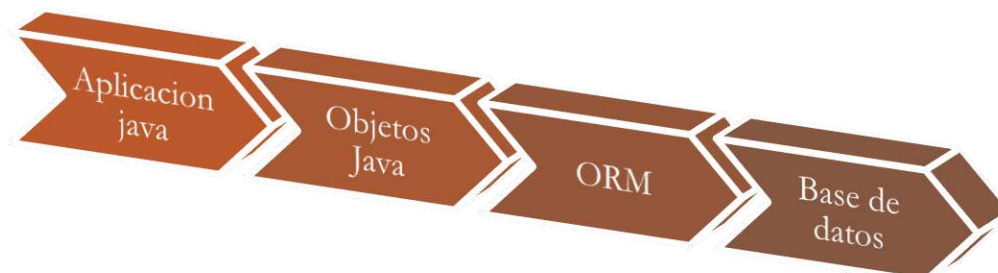 Aplicacion
java
Objetos
Java
ORM
Base de
datos